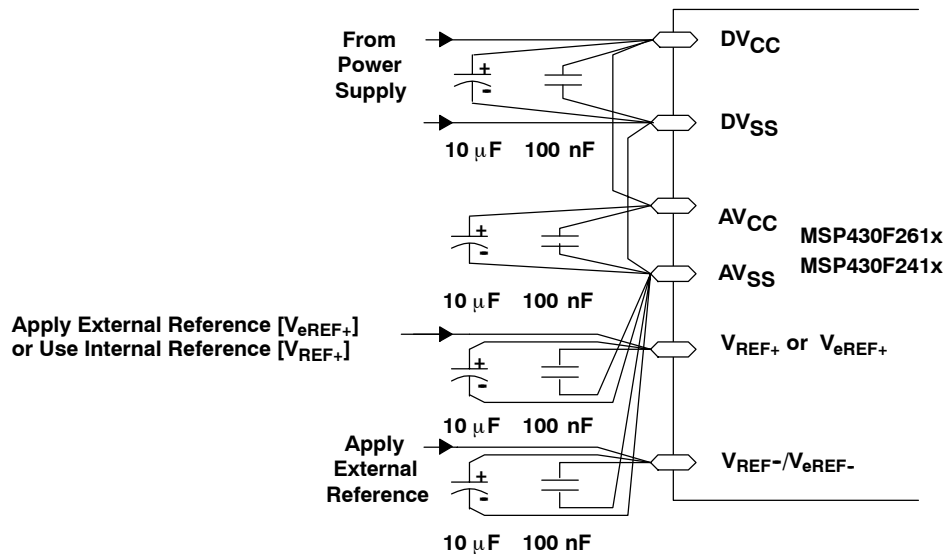 From
Power
Supply
DVCC
+
-
DVSS
10 μF 100 nF
AVCC
+
-
MSP430F261x
MSP430F241x
AVSS
10 μF 100 nF
Apply External Reference [VeREF+]
or Use Internal Reference [VREF+]
VREF+ or VeREF+
+
-
10 μF 100 nF
Apply
External
Reference
VREF-/VeREF-
+
-
10 μF 100 nF